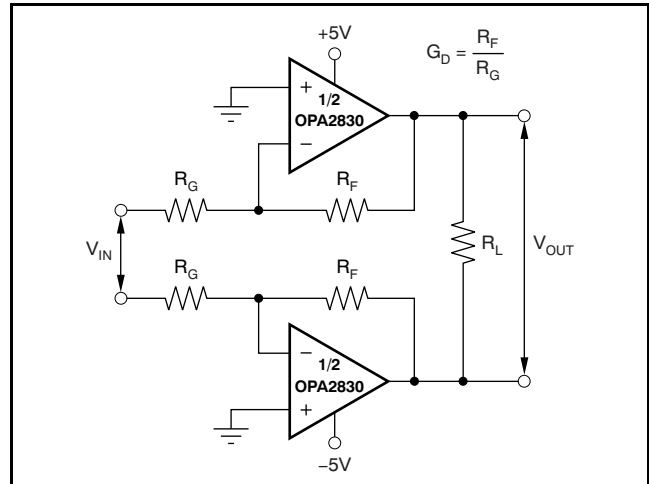 +5V
G_D = R_F / R_G
+
1/2
OPA2830
−
R_G
R_F
V_IN
R_L
V_OUT
R_G
R_F
−
1/2
OPA2830
+
−5V